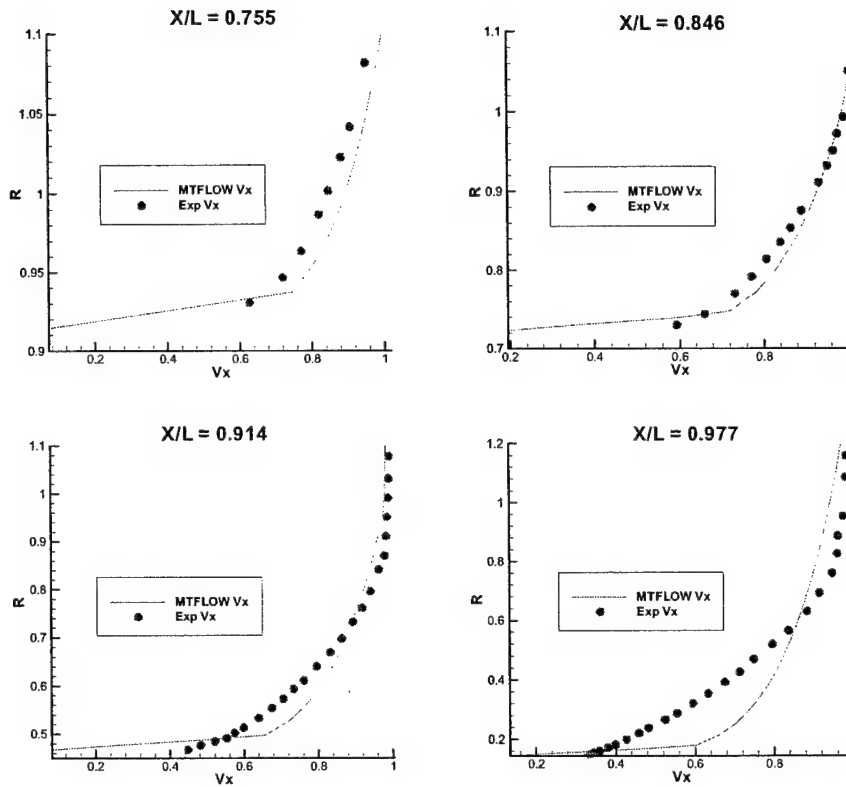 X/L = 0.755
1.1
1.05
1
0.95
0.9
R
MTFLOW Vx
Exp Vx
0.2
0.4
0.6
0.8
1
Vx
X/L = 0.846
1.1
1
0.9
0.8
0.7
R
MTFLOW Vx
Exp Vx
0.2
0.4
0.6
0.8
Vx
X/L = 0.914
1.1
1
0.9
0.8
0.7
0.6
0.5
R
MTFLOW Vx
Exp Vx
0.2
0.4
0.6
0.8
1
Vx
X/L = 0.977
1.2
1
0.8
0.6
0.4
0.2
R
MTFLOW Vx
Exp Vx
0.2
0.4
0.6
0.8
Vx